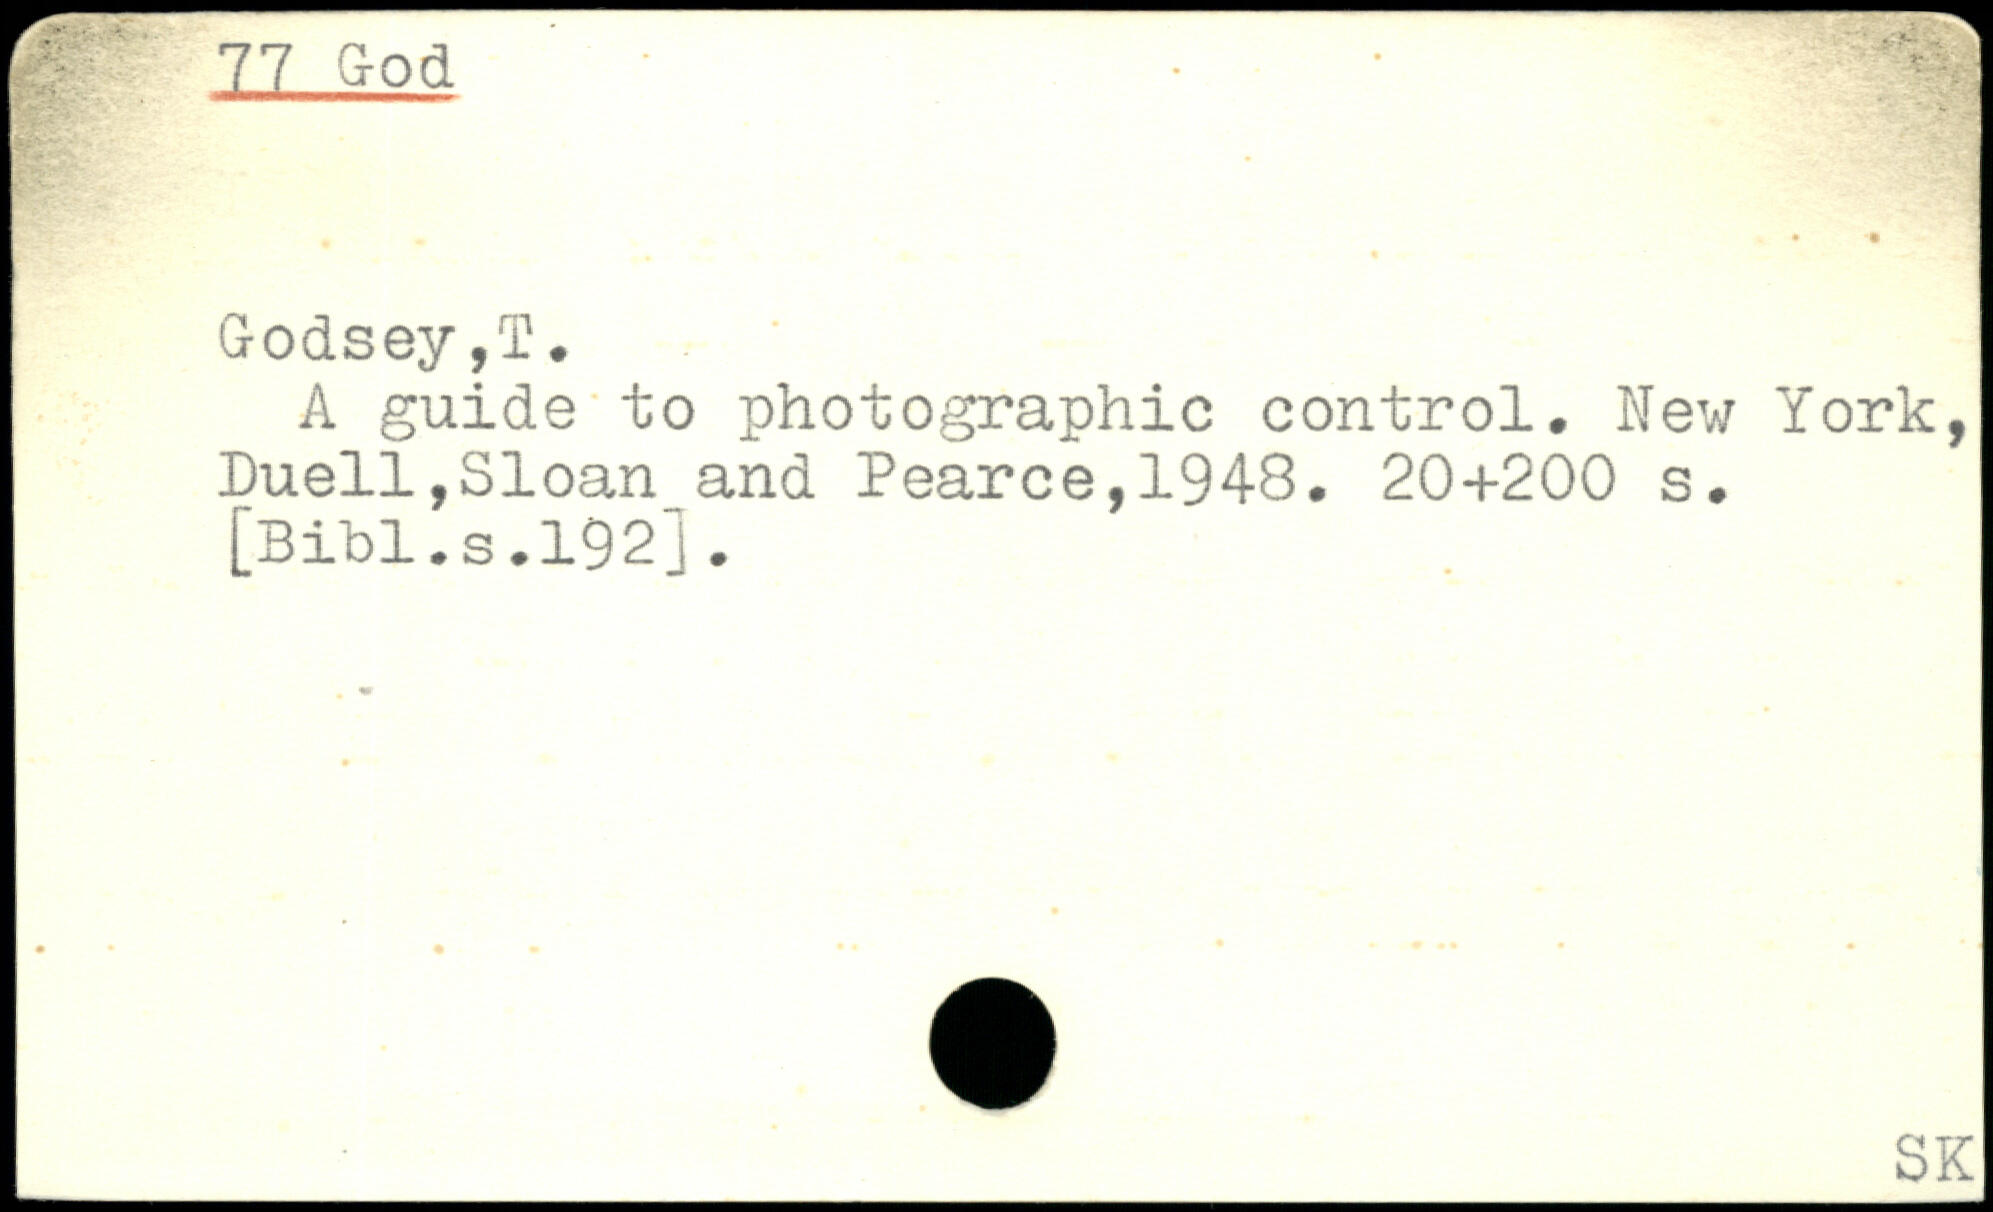 77 God
Godsey,T.
A guide to photographic control. New York,
Duell,Sloan and Pearce,1948. 20+200 s.
[Bibl.s.192].
SK